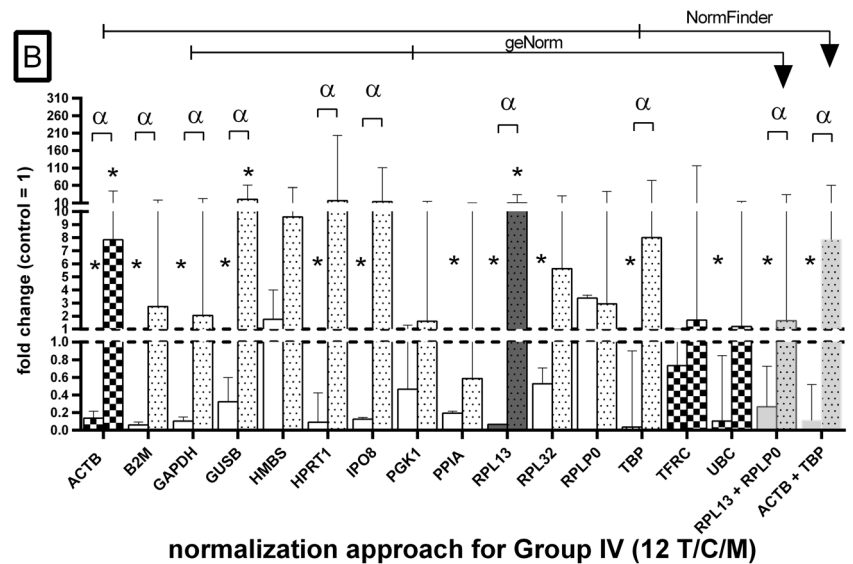 NormFinder
geNorm
B
α α α α α α α α α α
310
260
210
160
110
60
10
* * *
10
9
8
7
6
5
4
3
2
1
* * * * * * * * * * * *
1.0
0.8
0.6
0.4
0.2
0.0
fold change (control = 1)
ACTB
B2M
GAPDH
GUSB
HMBS
HPRT1
IPO8
PGK1
PPIA
RPL13
RPL32
RPLP0
TBP
TFRC
UBC
RPL13 + RPLP0
ACTB + TBP
normalization approach for Group IV (12 T/C/M)